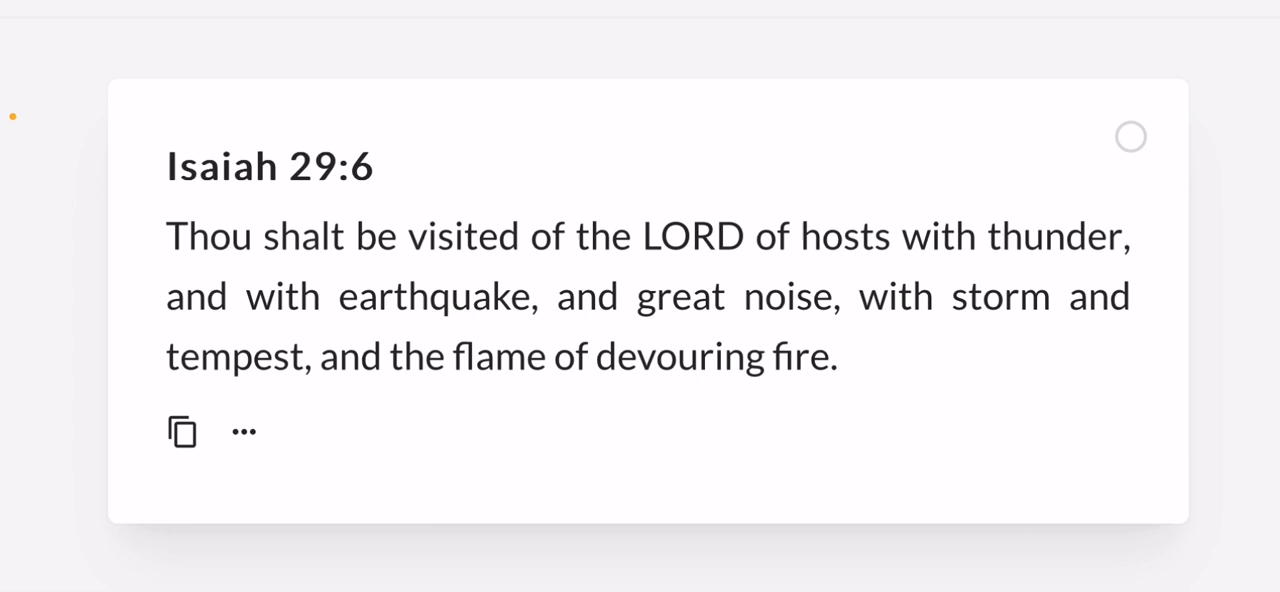 Isaiah 29:6
Thou shalt be visited of the LORD of hosts with thunder,
and with earthquake, and great noise, with storm and
tempest, and the flame of devouring fire.